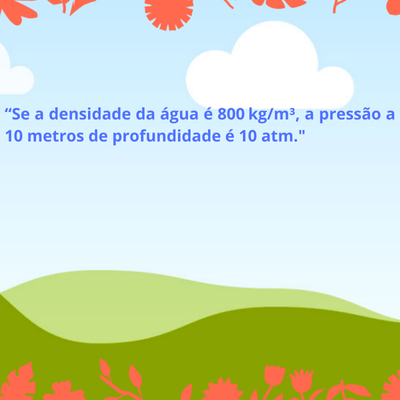 “Se a densidade da água é 800 kg/m³, a pressão a
10 metros de profundidade é 10 atm."